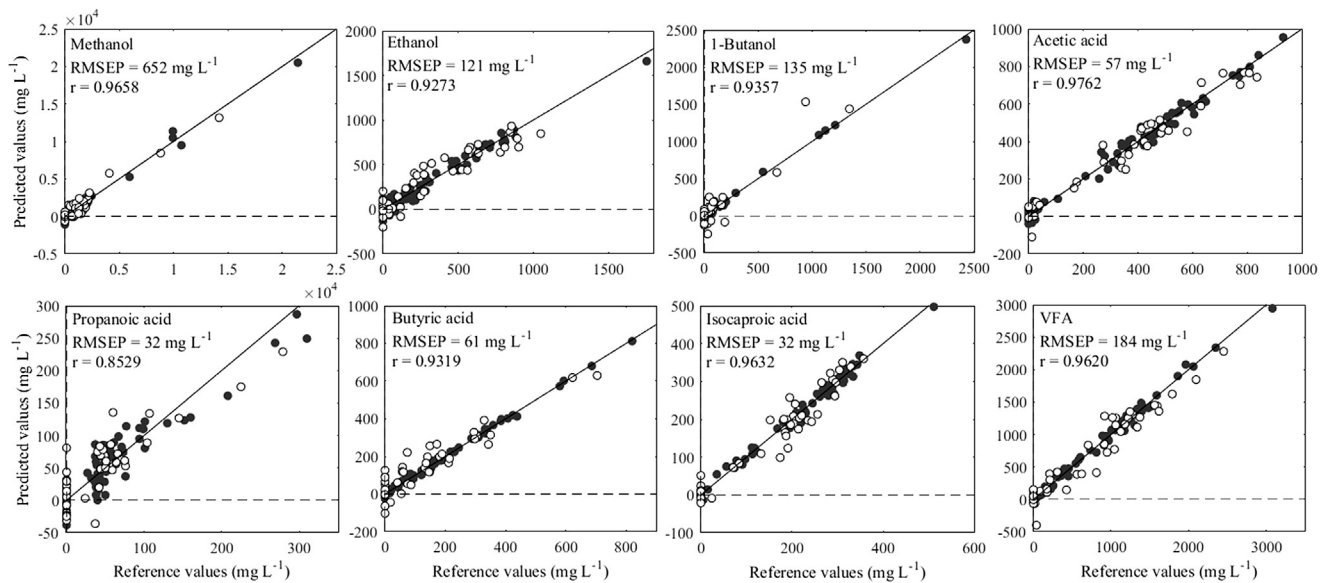 ×10⁴
Methanol
RMSEP = 652 mg L⁻¹
r = 0.9658
2.5
2
1.5
1
0.5
0
-0.5
0 0.5 1 1.5 2 2.5
×10⁴
Predicted values (mg L⁻¹)
Ethanol
RMSEP = 121 mg L⁻¹
r = 0.9273
2000
1500
1000
500
0
-500
0 500 1000 1500
1-Butanol
RMSEP = 135 mg L⁻¹
r = 0.9357
2500
2000
1500
1000
500
0
-500
0 500 1000 1500 2000 2500
Acetic acid
RMSEP = 57 mg L⁻¹
r = 0.9762
1000
800
600
400
200
0
-200
0 200 400 600 800 1000
Propanoic acid
RMSEP = 32 mg L⁻¹
r = 0.8529
300
250
200
150
100
50
0
-50
0 100 200 300
Predicted values (mg L⁻¹)
Reference values (mg L⁻¹)
Butyric acid
RMSEP = 61 mg L⁻¹
r = 0.9319
1000
800
600
400
200
0
-200
0 200 400 600 800
Reference values (mg L⁻¹)
Isocaproic acid
RMSEP = 32 mg L⁻¹
r = 0.9632
500
400
300
200
100
0
-100
0 200 400 600
Reference values (mg L⁻¹)
VFA
RMSEP = 184 mg L⁻¹
r = 0.9620
3000
2500
2000
1500
1000
500
0
-500
0 1000 2000 3000
Reference values (mg L⁻¹)